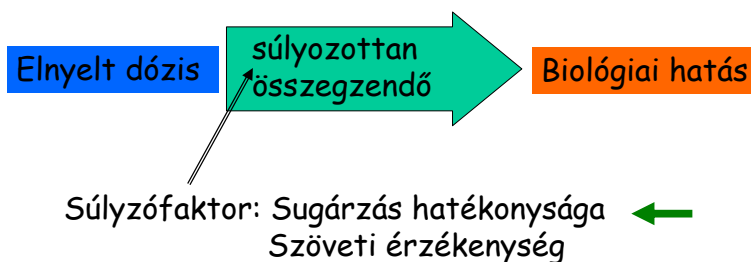 Elnyelt dózis
súlyozottan
összegzendő
Biológiai hatás
Súlyzófaktor: Sugárzás hatékonysága
Szöveti érzékenység